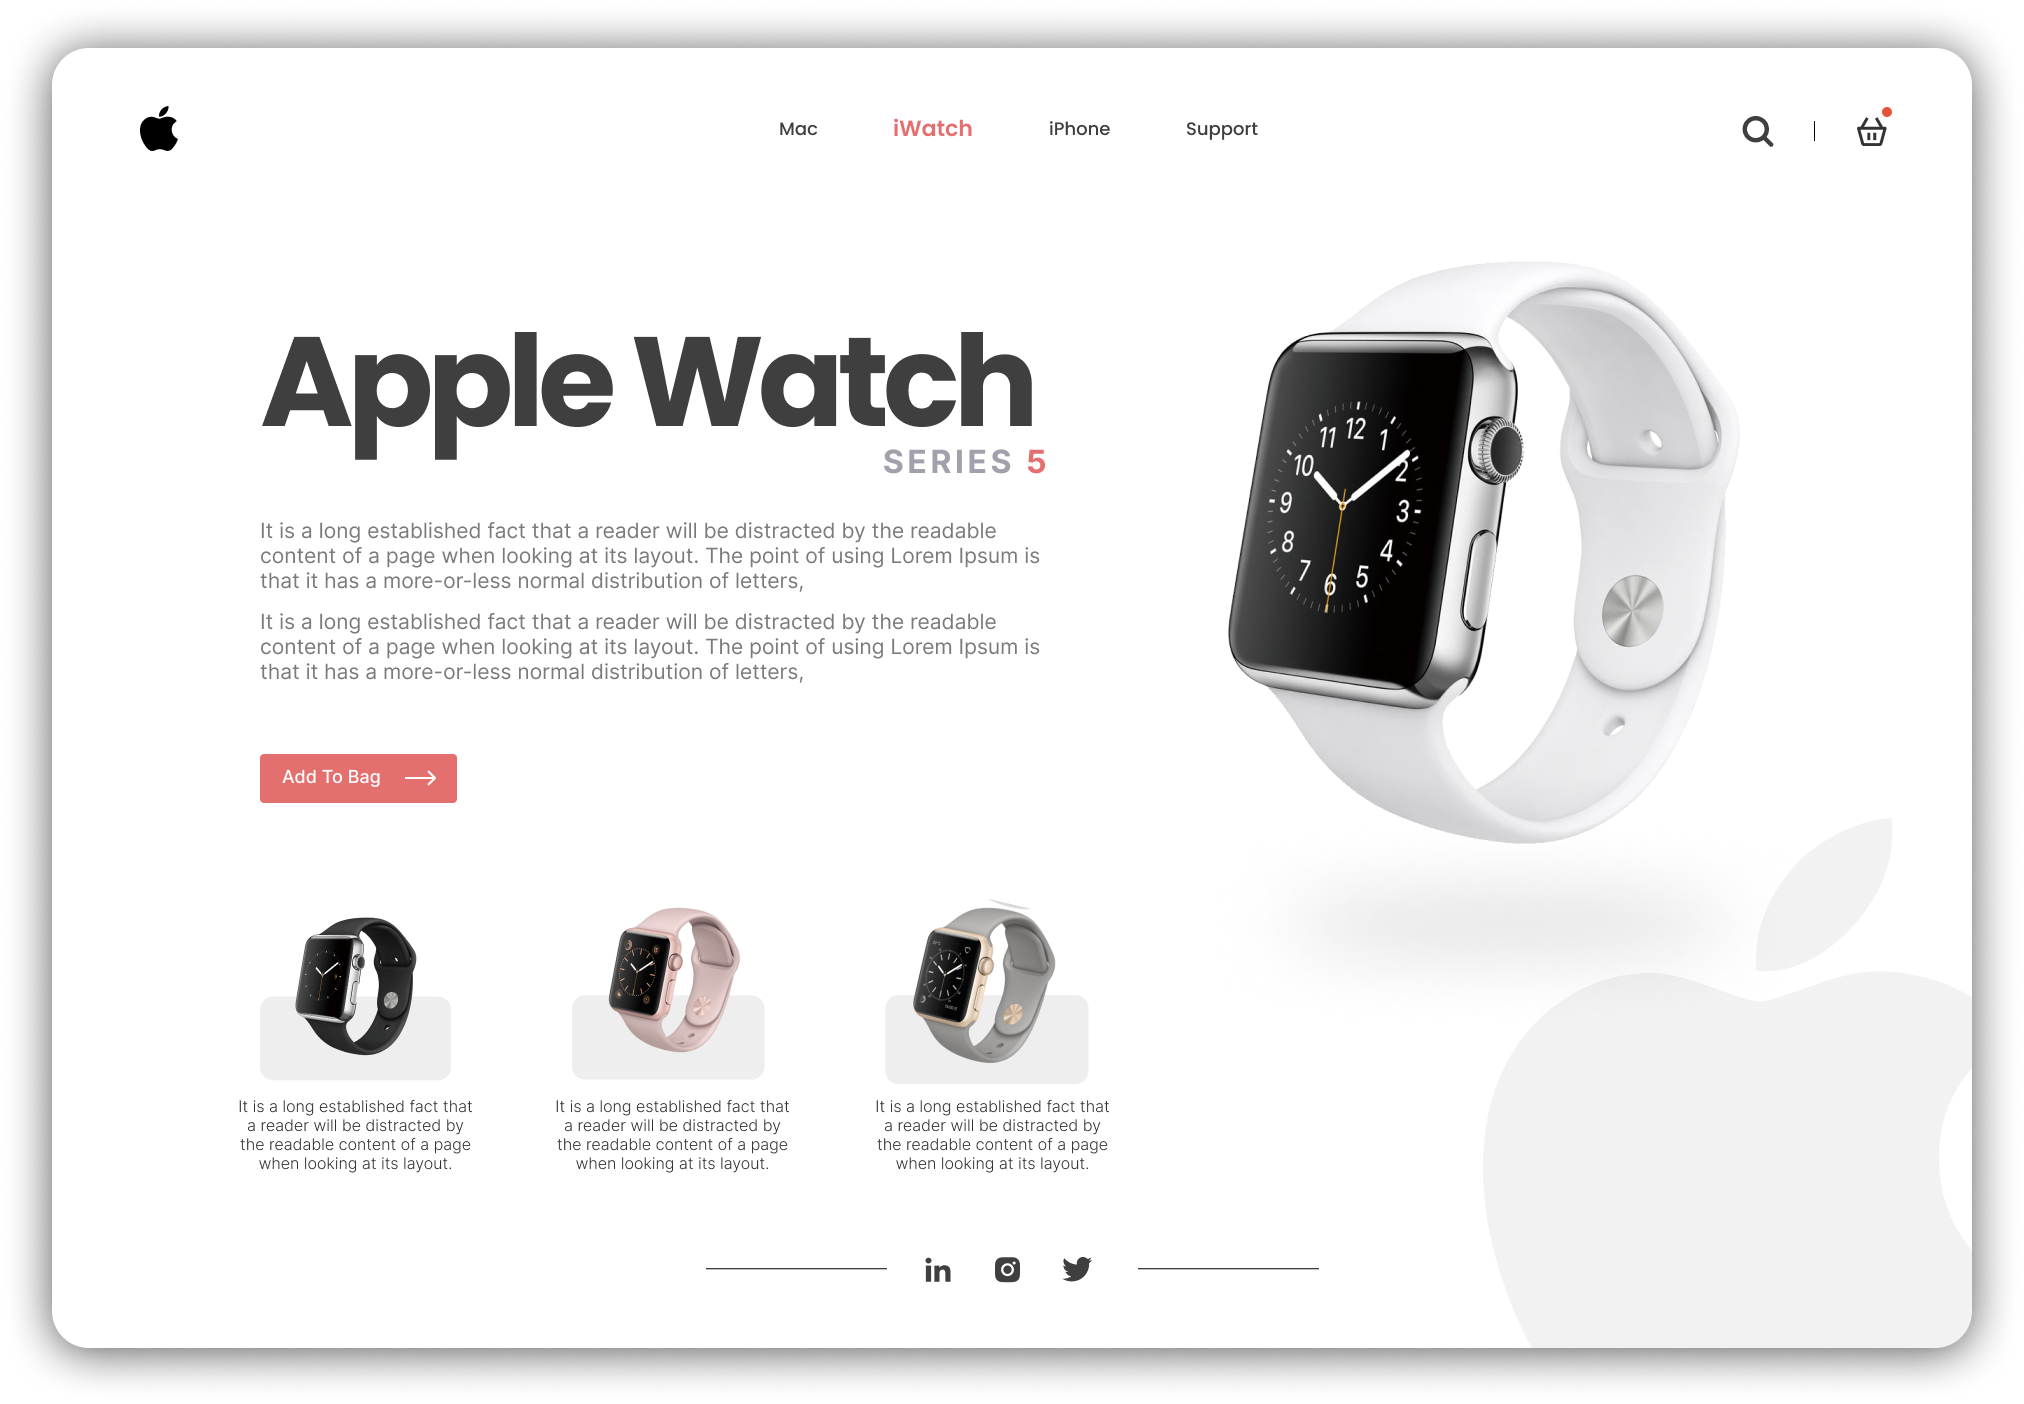 Mac
iWatch
iPhone
Support
Apple Watch
SERIES 5
It is a long established fact that a reader will be distracted by the readable
content of a page when looking at its layout. The point of using Lorem Ipsum is
that it has a more-or-less normal distribution of letters,
It is a long established fact that a reader will be distracted by the readable
content of a page when looking at its layout. The point of using Lorem Ipsum is
that it has a more-or-less normal distribution of letters,
Add To Bag
12
1
2
3
4
5
6
7
8
9
10
11
It is a long established fact that
a reader will be distracted by
the readable content of a page
when looking at its layout.
It is a long established fact that
a reader will be distracted by
the readable content of a page
when looking at its layout.
It is a long established fact that
a reader will be distracted by
the readable content of a page
when looking at its layout.
in